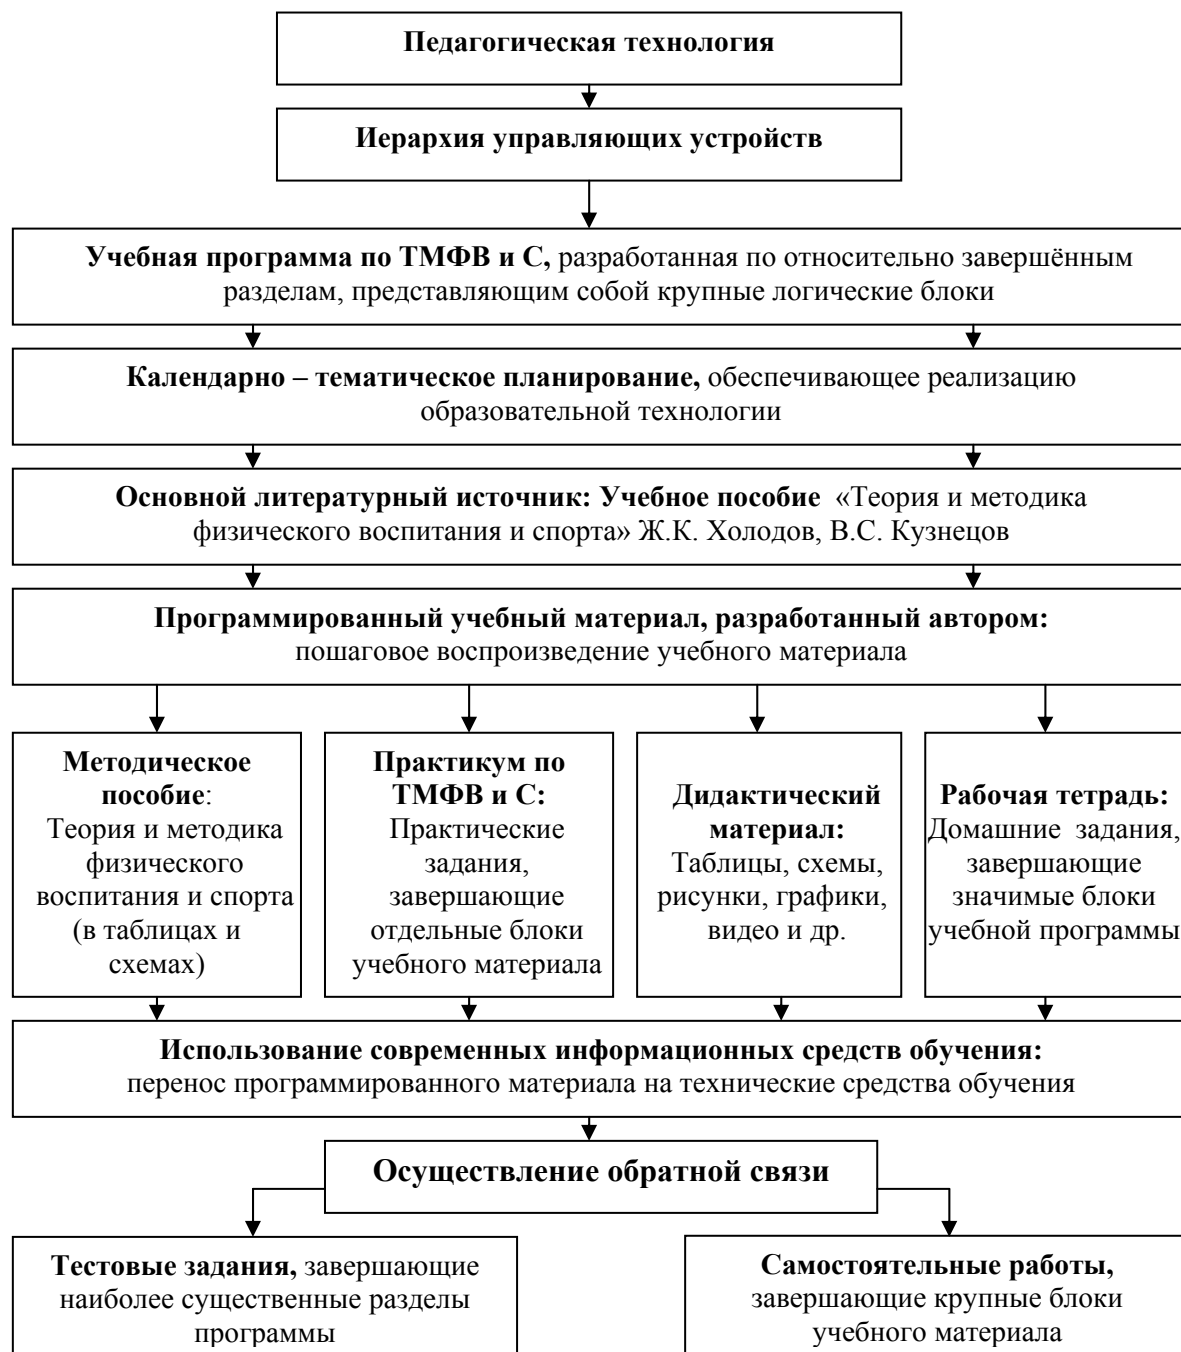 Педагогическая технология
Иерархия управляющих устройств
Учебная программа по ТМФВ и С, разработанная по относительно завершённым
разделам, представляющим собой крупные логические блоки
Календарно – тематическое планирование, обеспечивающее реализацию
образовательной технологии
Основной литературный источник: Учебное пособие «Теория и методика
физического воспитания и спорта» Ж.К. Холодов, В.С. Кузнецов
Программированный учебный материал, разработанный автором:
пошаговое воспроизведение учебного материала
Методическое
пособие:
Теория и методика
физического
воспитания и спорта
(в таблицах и
схемах)
Практикум по
ТМФВ и С:
Практические
задания,
завершающие
отдельные блоки
учебного материала
Дидактический
материал:
Таблицы, схемы,
рисунки, графики,
видео и др.
Рабочая тетрадь:
Домашние задания,
завершающие
значимые блоки
учебной программы
Использование современных информационных средств обучения:
перенос программированного материала на технические средства обучения
Осуществление обратной связи
Тестовые задания, завершающие
наиболее существенные разделы
программы
Самостоятельные работы,
завершающие крупные блоки
учебного материала